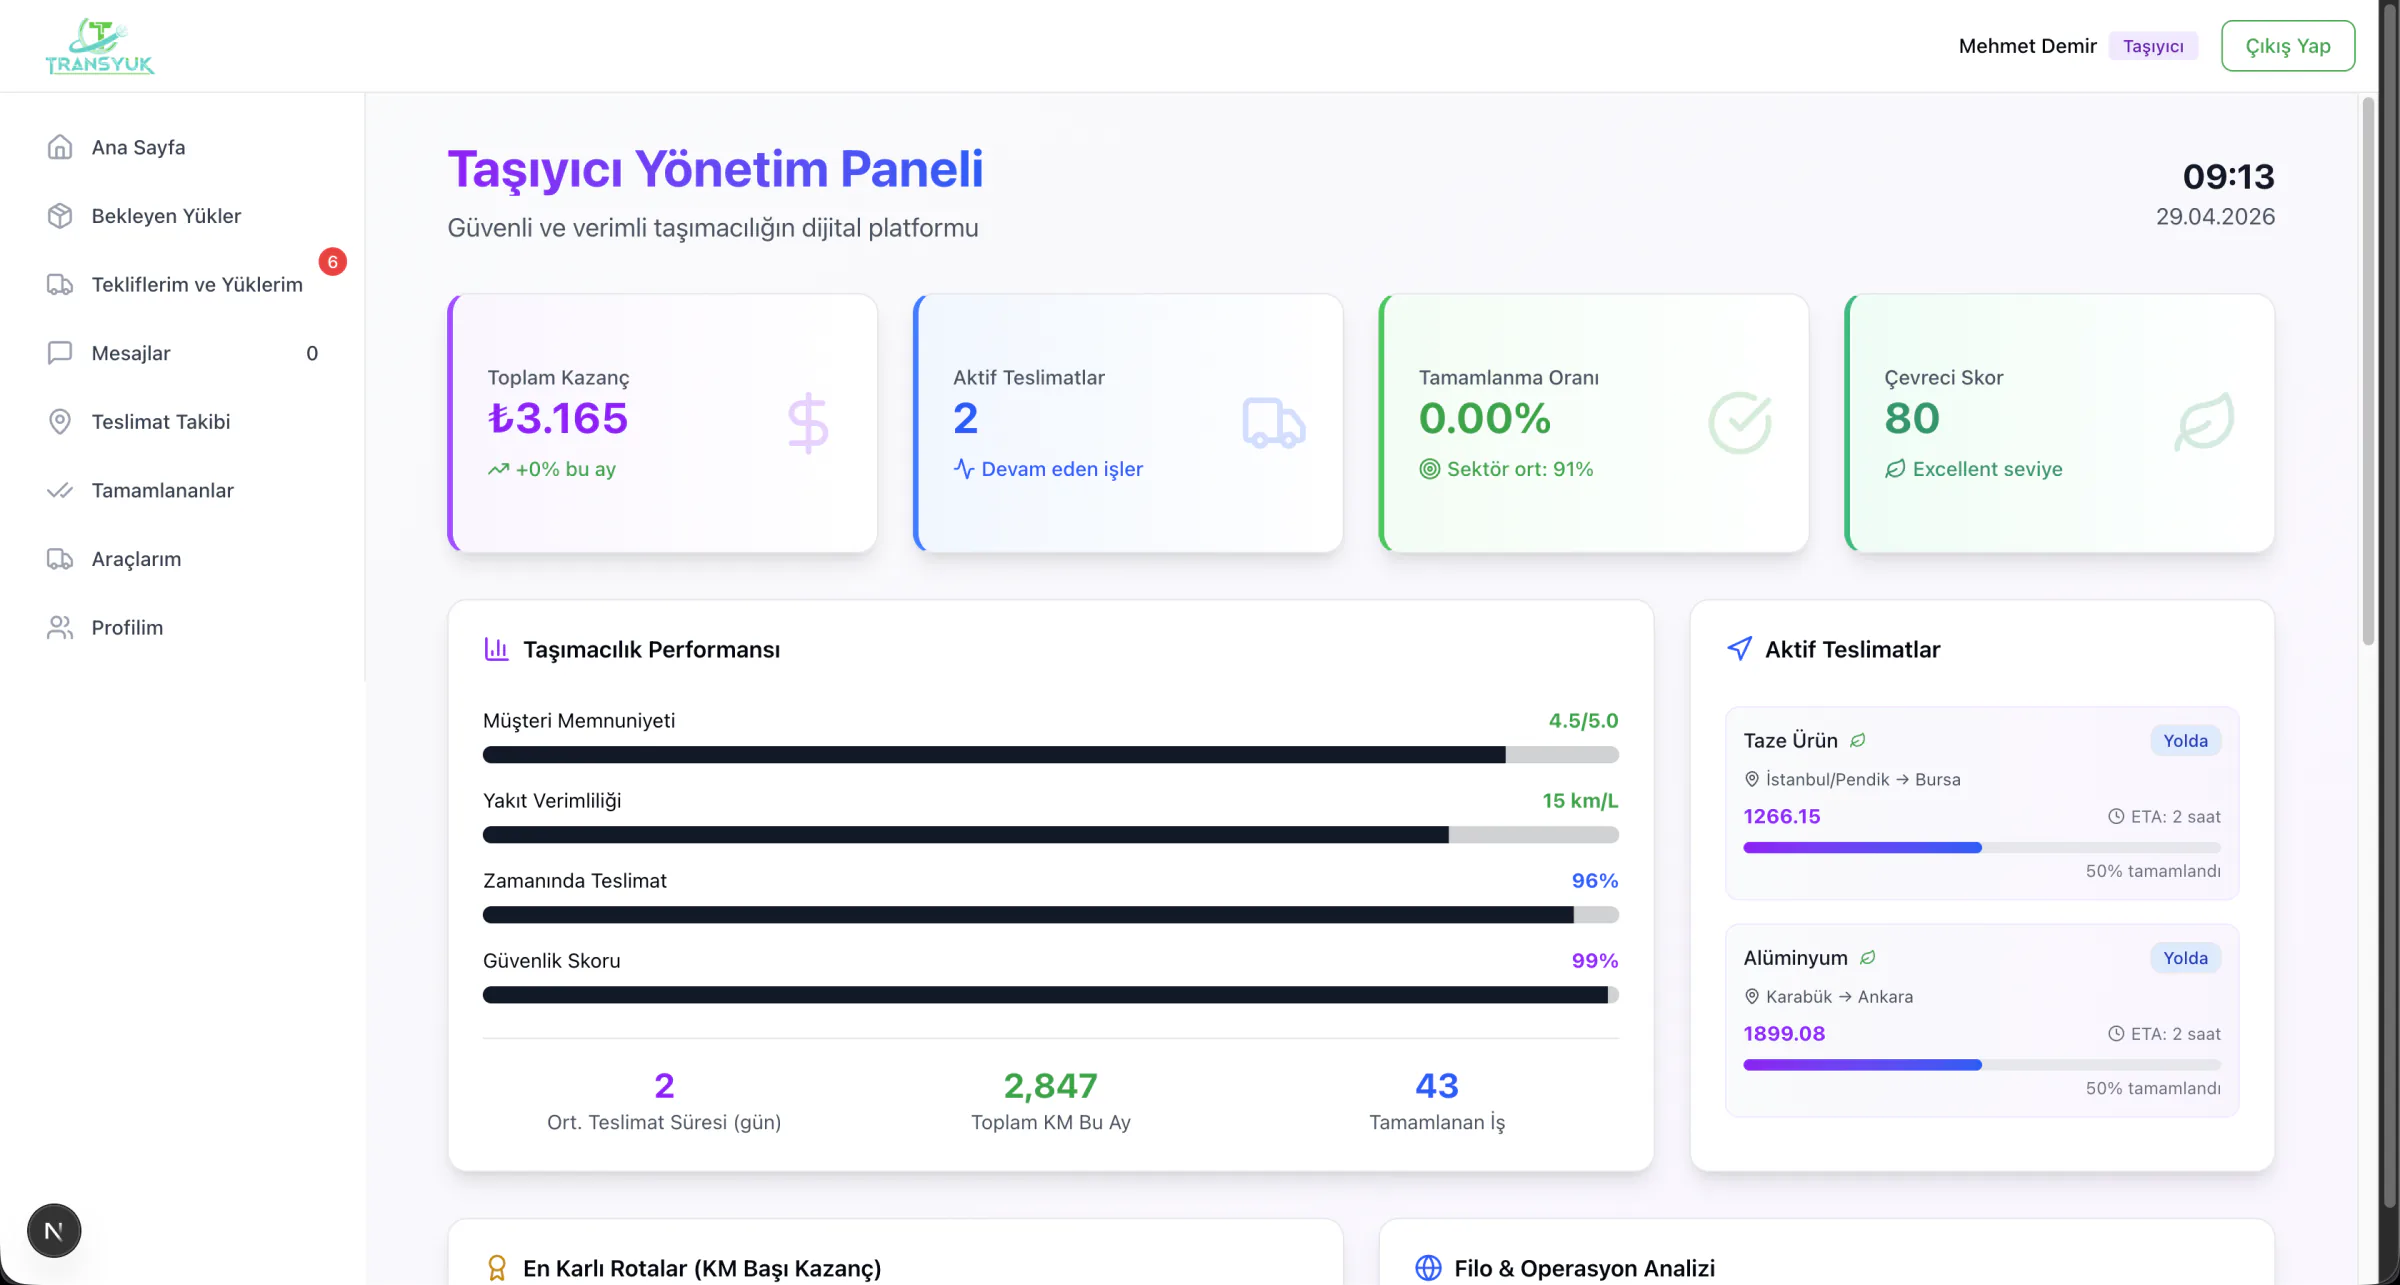 TRANSYUK
Mehmet Demir Taşıyıcı Çıkış Yap
Ana Sayfa
Bekleyen Yükler
Tekliflerim ve Yüklerim 6
Mesajlar 0
Teslimat Takibi
Tamamlananlar
Araçlarım
Profilim
N
Taşıyıcı Yönetim Paneli
Güvenli ve verimli taşımacılığın dijital platformu
09:13
29.04.2026
Toplam Kazanç
₺3.165
+0% bu ay
Aktif Teslimatlar
2
Devam eden işler
Tamamlanma Oranı
0.00%
Sektör ort: 91%
Çevreci Skor
80
Excellent seviye
Taşımacılık Performansı
Müşteri Memnuniyeti 4.5/5.0
Yakıt Verimliliği 15 km/L
Zamanında Teslimat 96%
Güvenlik Skoru 99%
2
Ort. Teslimat Süresi (gün)
2,847
Toplam KM Bu Ay
43
Tamamlanan İş
Aktif Teslimatlar
Taze Ürün Yolda
İstanbul/Pendik → Bursa
1266.15 ETA: 2 saat
50% tamamlandı
Alüminyum Yolda
Karabük → Ankara
1899.08 ETA: 2 saat
50% tamamlandı
En Karlı Rotalar (KM Başı Kazanç)
Filo & Operasyon Analizi